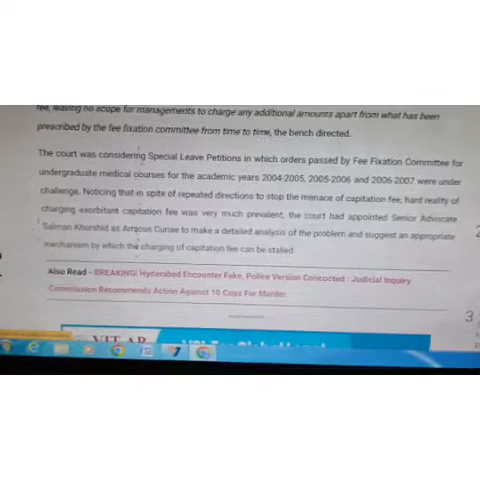 fee, leaving no scope for managements to charge any additional amounts apart from what has been
prescribed by the fee fixation committee from time to time, the bench directed.
The court was considering Special Leave Petitions in which orders passed by Fee Fixation Committee for
undergraduate medical courses for the academic years 2004-2005, 2005-2006 and 2006-2007 were under
challenge. Noticing that in spite of repeated directions to stop the menace of capitation fee, hard reality of
charging exorbitant capitation fee was very much prevalent, the court had appointed Senior Advocate
Salman Khurshid as Amicus Curiae to make a detailed analysis of the problem and suggest an appropriate
mechanism by which the charging of capitation fee can be stalled.
Also Read - BREAKING! Hyderabad Encounter Fake, Police Version Concocted : Judicial Inquiry
Commission Recommends Action Against 10 Cops For Murder
3